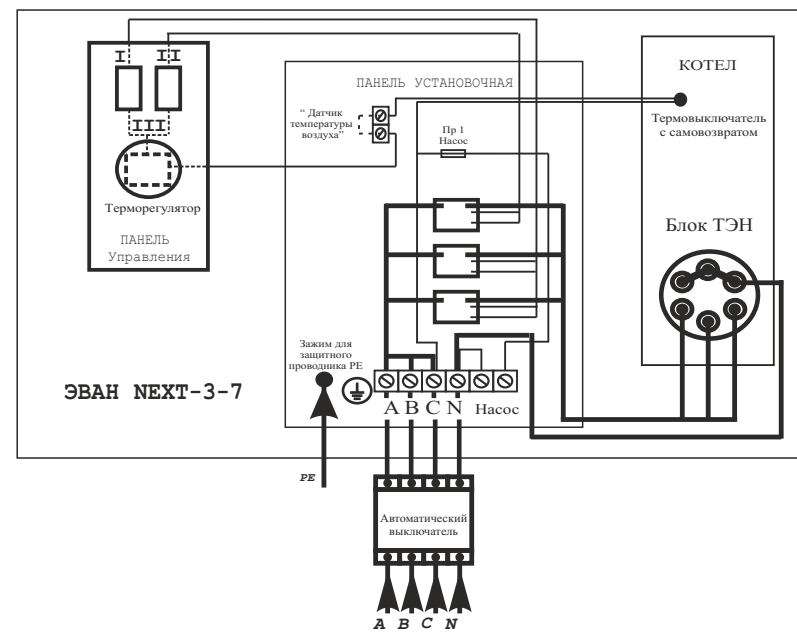 I II
III
Терморегулятор
ПАНЕЛЬ
Управления
ПАНЕЛЬ УСТАНОВОЧНАЯ
“ Датчик
температуры
воздуха”
Пр 1
Насос
КОТЕЛ
Термовыключатель
с самовозвратом
Блок ТЭН
Зажим для
защитного
проводника PE
ЭВАН NEXT-3-7
A B C N Насос
PE
Автоматический
выключатель
A B C N